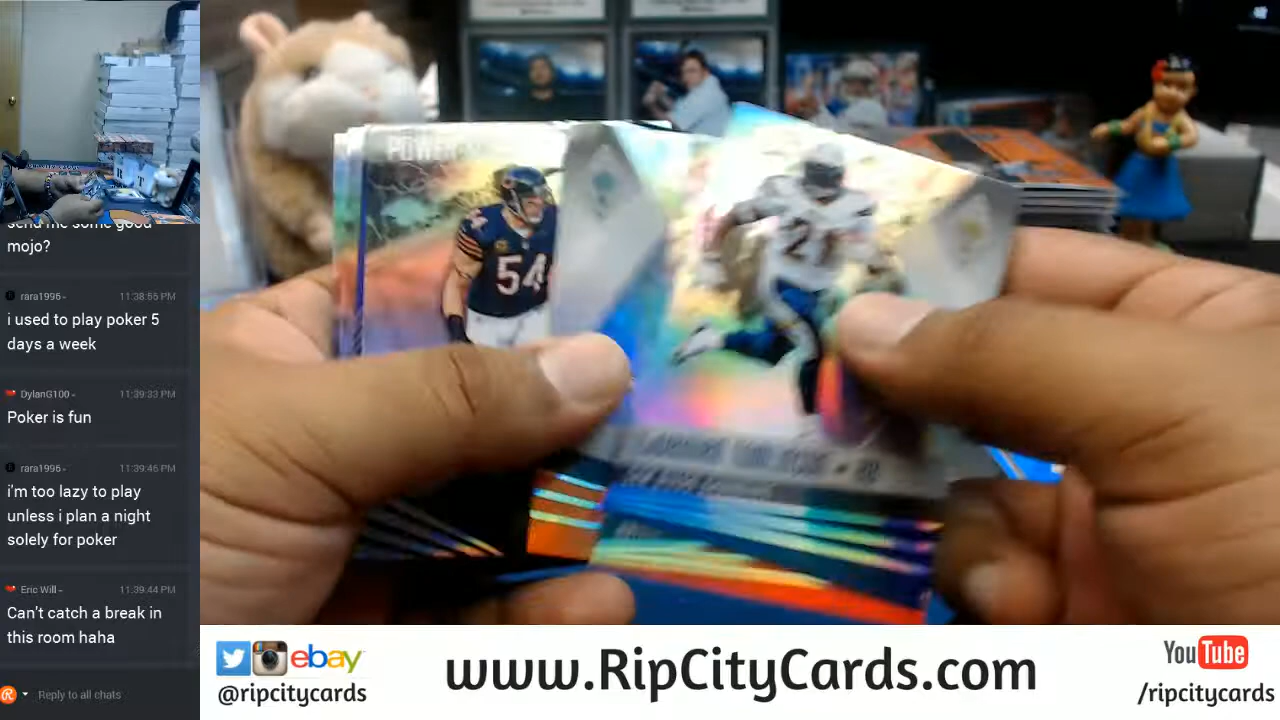 send me some good
mojo?
rara1996- 11:38:55 PM
i used to play poker 5
days a week
DylanG100- 11:39:33 PM
Poker is fun
rara1996- 11:39:46 PM
i'm too lazy to play
unless i plan a night
solely for poker
Eric Will- 11:39:44 PM
Can't catch a break in
this room haha
Reply to all chats
POWER
54
21
ebay
@ripcitycards
www.RipCityCards.com
YouTube
/ripcitycards